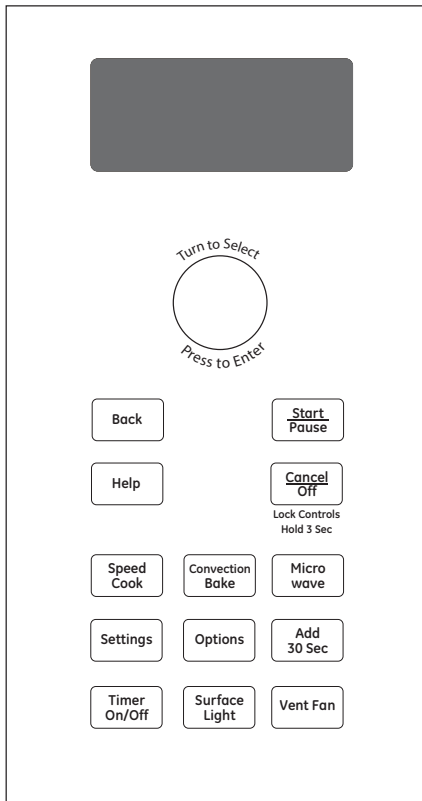 Turn to Select
Press to Enter
Back
Start
Pause
Help
Cancel
Off
Lock Controls
Hold 3 Sec
Speed
Cook
Convection
Bake
Micro
wave
Settings
Options
Add
30 Sec
Timer
On/Off
Surface
Light
Vent Fan